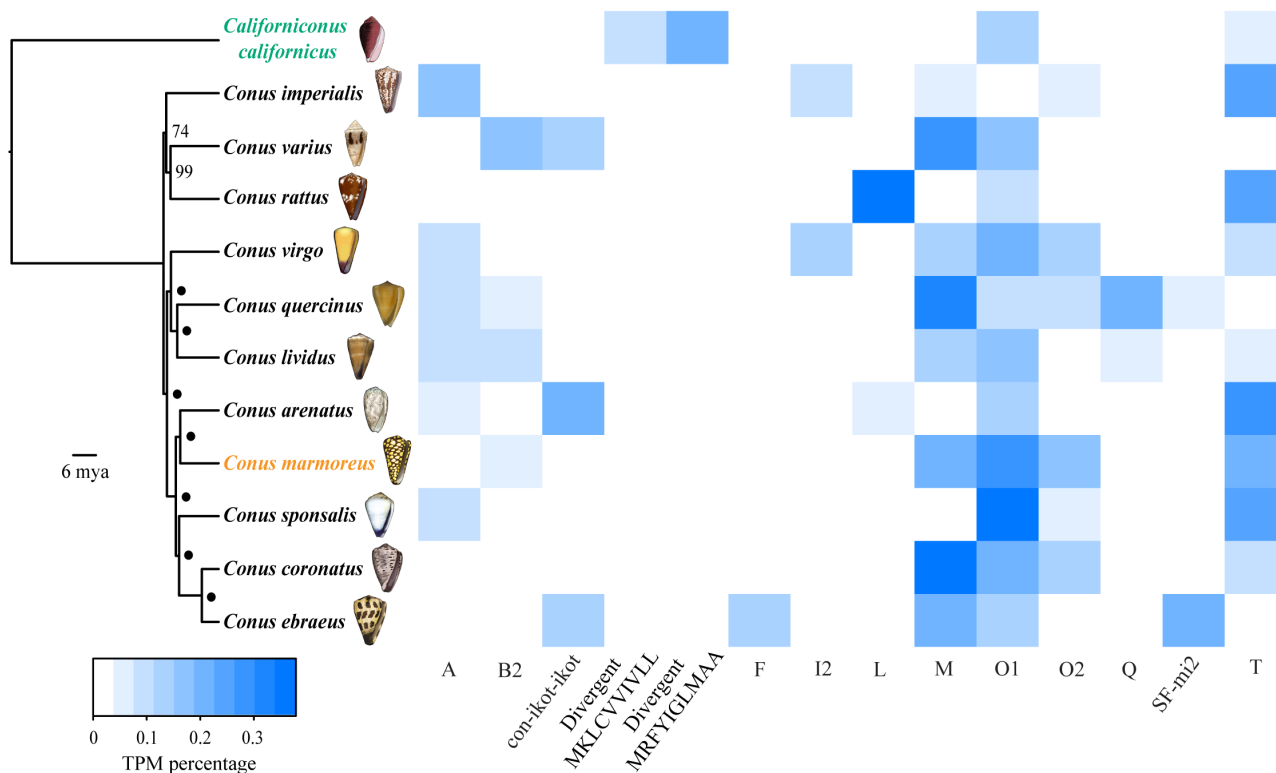 Californiconus
californicus
Conus imperialis
74
Conus varius
99
Conus rattus
Conus virgo
Conus quercinus
Conus lividus
Conus arenatus
6 mya
Conus marmoreus
Conus sponsalis
Conus coronatus
Conus ebraeus
A
B2
con-ikot-ikot
Divergent
MKLCVVIVLL
Divergent
MRFYIGLMAA
F
I2
L
M
O1
O2
Q
SF-mi2
T
0
0.1
0.2
0.3
TPM percentage